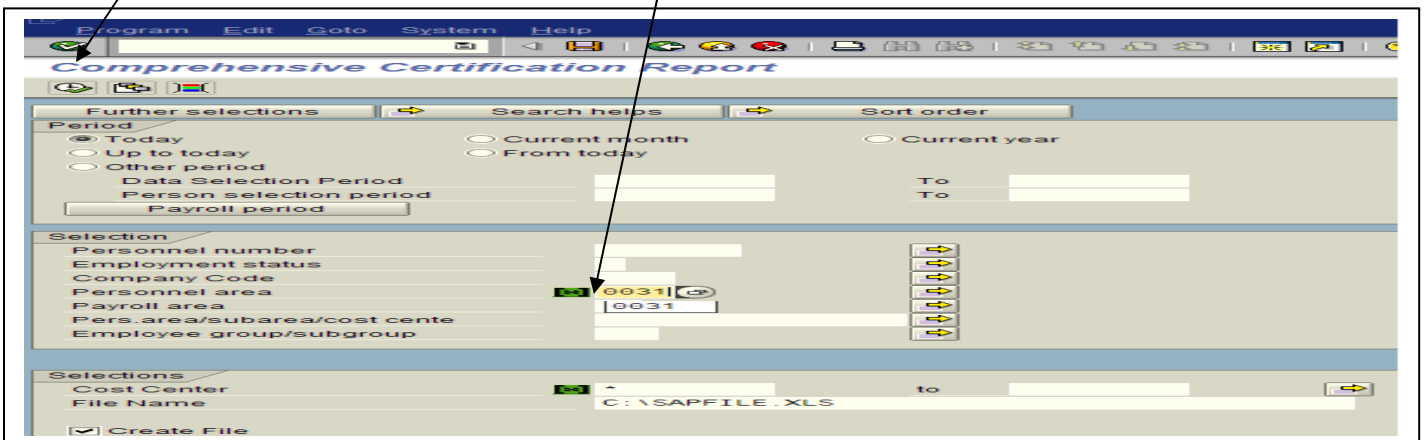 Program Edit Goto System Help
Comprehensive Certification Report
Further selections Search helps Sort order
Period
Today Current month Current year
Up to today From today
Other period
Data Selection Period To
Person selection period To
Payroll period
Selection
Personnel number
Employment status
Company Code
Personnel area 0031
Payroll area 0031
Pers.area/subarea/cost cente
Employee group/subgroup
Selections
Cost Center * to
File Name C:\SAPFILE.XLS
Create File